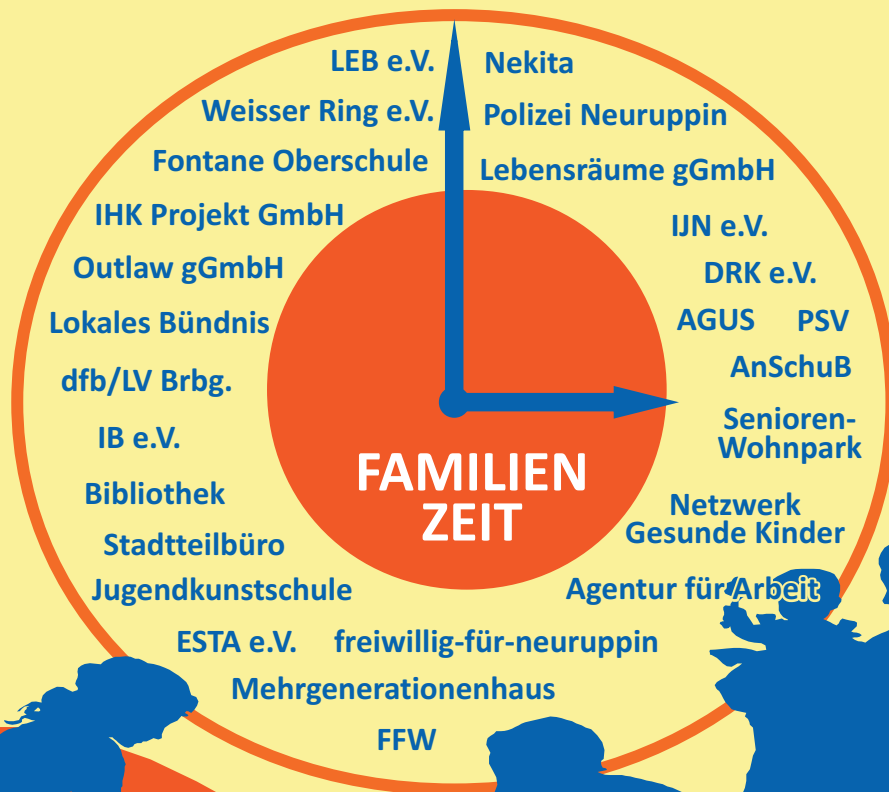 LEB e.V.
Nekita
Weisser Ring e.V.
Polizei Neuruppin
Fontane Oberschule
Lebensräume gGmbH
IHK Projekt GmbH
IJN e.V.
Outlaw gGmbH
DRK e.V.
Lokales Bündnis
AGUS PSV
dfb/LV Brbg.
AnSchuB
IB e.V.
Senioren-
Wohnpark
FAMILIEN
ZEIT
Bibliothek
Netzwerk
Gesunde Kinder
Stadtteilbüro
Jugendkunstschule
Agentur für Arbeit
ESTA e.V. freiwillig-für-neuruppin
Mehrgenerationenhaus
FFW